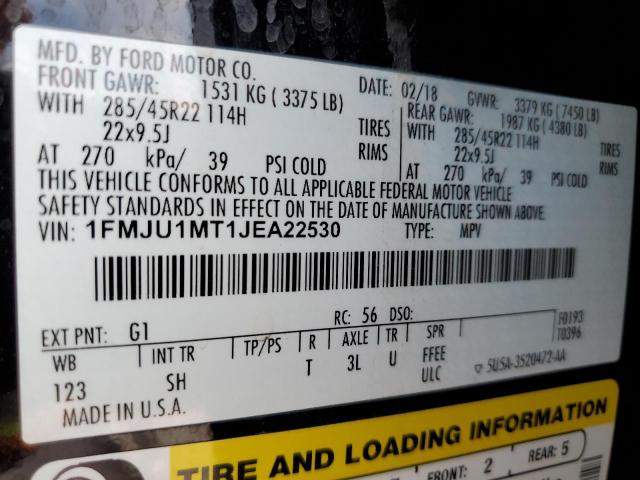 MFD. BY FORD MOTOR CO.
DATE: 02/18 GVWR: 3379 KG (7450 LB)
FRONT GAWR: 1531 KG (3375 LB)
REAR GAWR: 1987 KG (4380 LB)
WITH 285/45R22 114H TIRES
WITH 285/45R22 114H TIRES
22x9.5J RIMS
22x9.5J RIMS
AT 270 kPa/ 39 PSI COLD
AT 270 kPa/ 39 PSI COLD
THIS VEHICLE CONFORMS TO ALL APPLICABLE FEDERAL MOTOR VEHICLE
SAFETY STANDARDS IN EFFECT ON THE DATE OF MANUFACTURE SHOWN ABOVE.
VIN: 1FMJU1MT1JEA22530 TYPE: MPV
F0193
T0396
EXT PNT: G1 RC: 56 DSO:
WB INT TR TP/PS R AXLE TR SPR
123 SH T 3L U FFEE
ULC ▽ 5U5A-3520472-AA
MADE IN U.S.A.
TIRE AND LOADING INFORMATION
FRONT: 2 REAR: 5